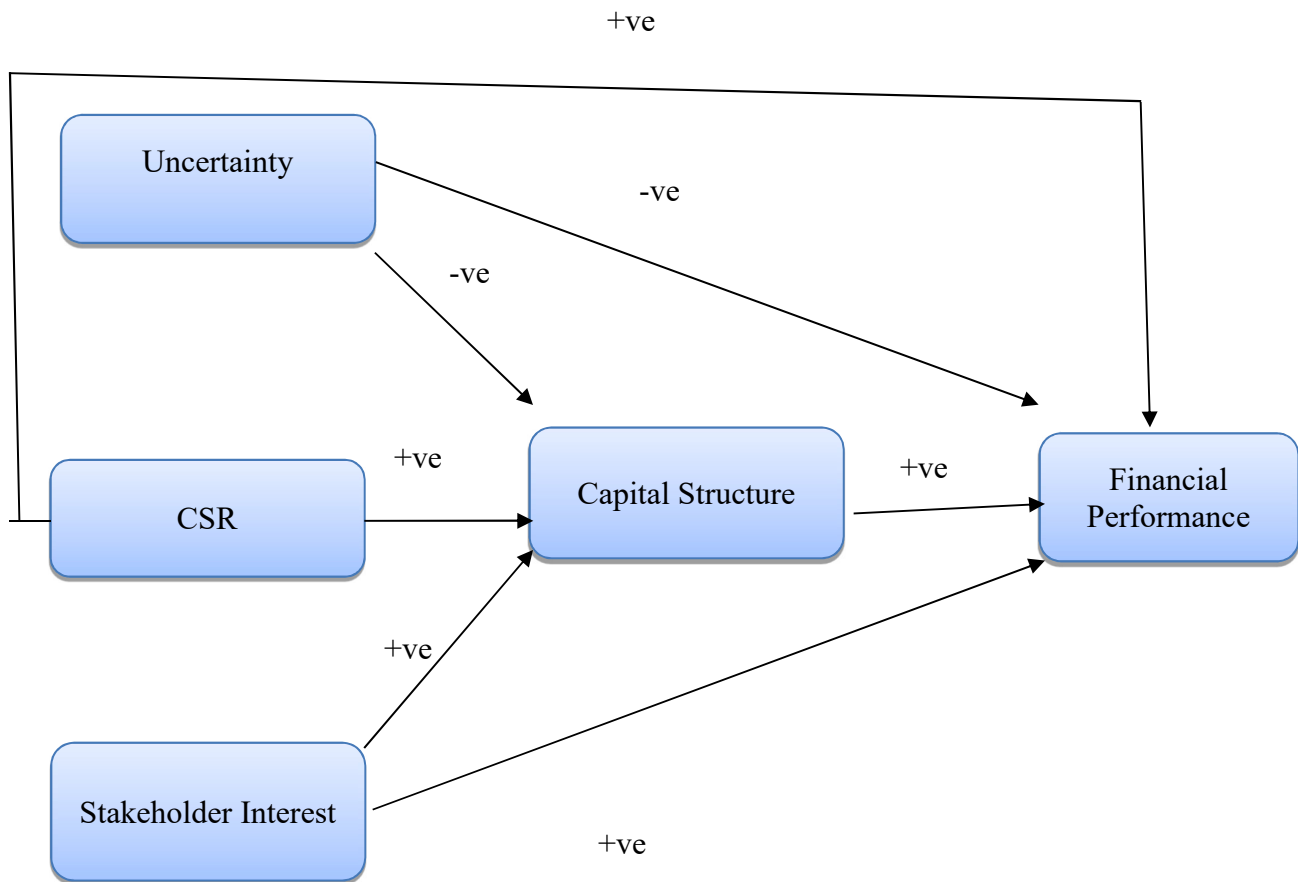 +ve
Uncertainty
-ve
-ve
+ve
CSR
Capital Structure
+ve
Financial
Performance
+ve
Stakeholder Interest
+ve